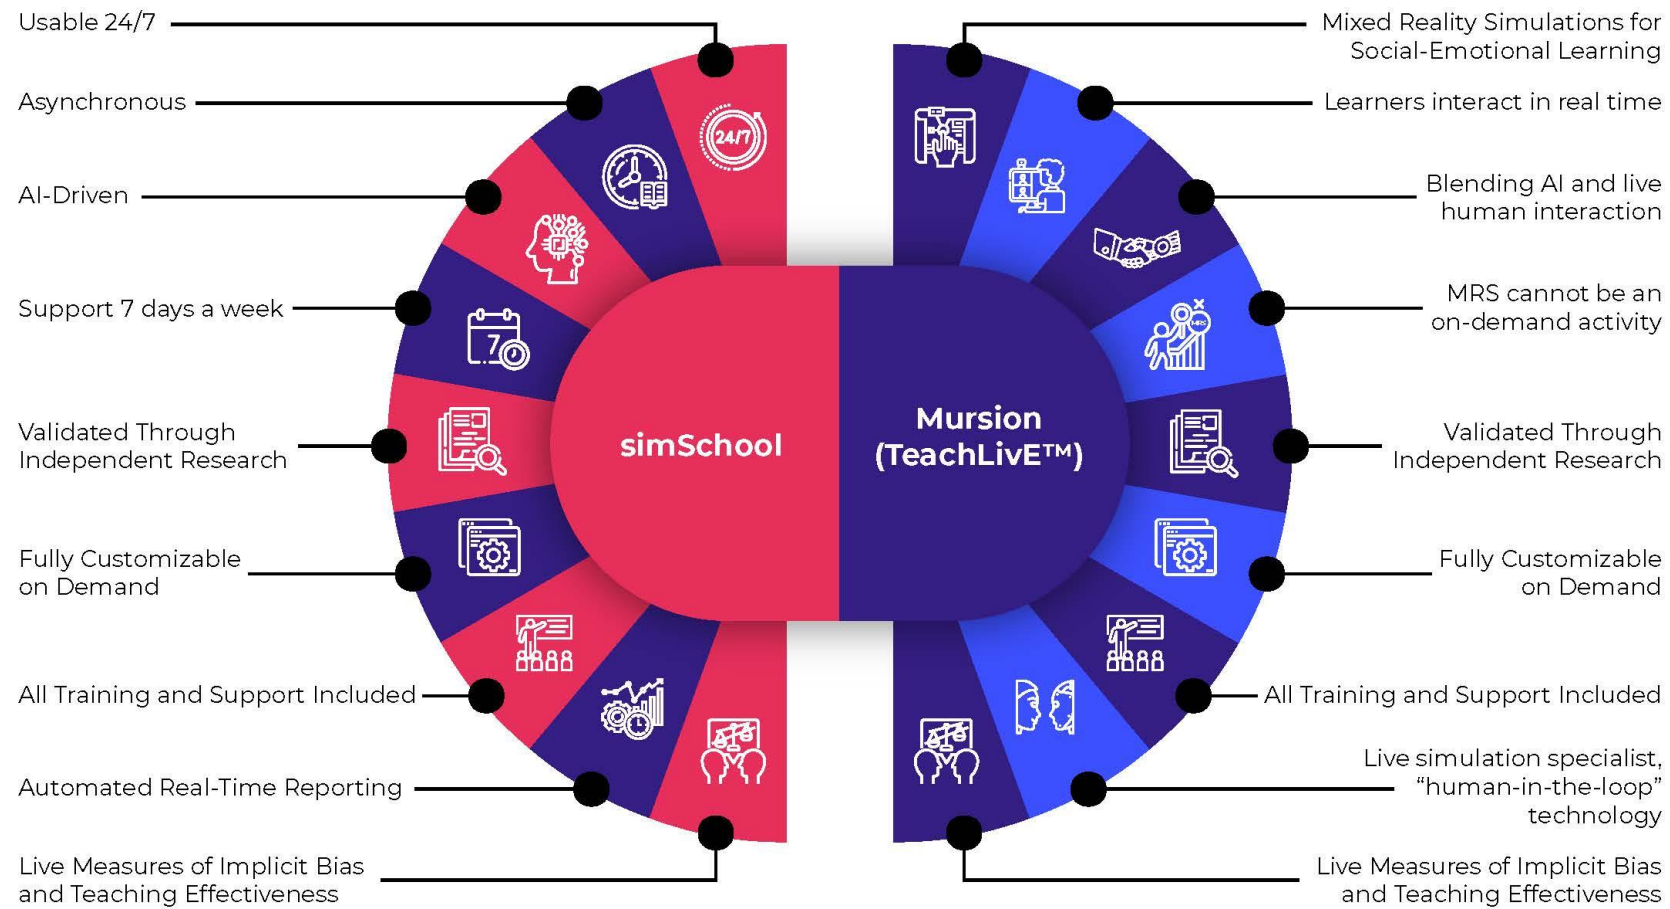 Usable 24/7
Asynchronous
AI-Driven
Support 7 days a week
Validated Through
Independent Research
Fully Customizable
on Demand
All Training and Support Included
Automated Real-Time Reporting
Live Measures of Implicit Bias
and Teaching Effectiveness
24/7
7
simSchool
Mursion
(TeachLivE™)
MRS
Mixed Reality Simulations for
Social-Emotional Learning
Learners interact in real time
Blending AI and live
human interaction
MRS cannot be an
on-demand activity
Validated Through
Independent Research
Fully Customizable
on Demand
All Training and Support Included
Live simulation specialist,
“human-in-the-loop”
technology
Live Measures of Implicit Bias
and Teaching Effectiveness